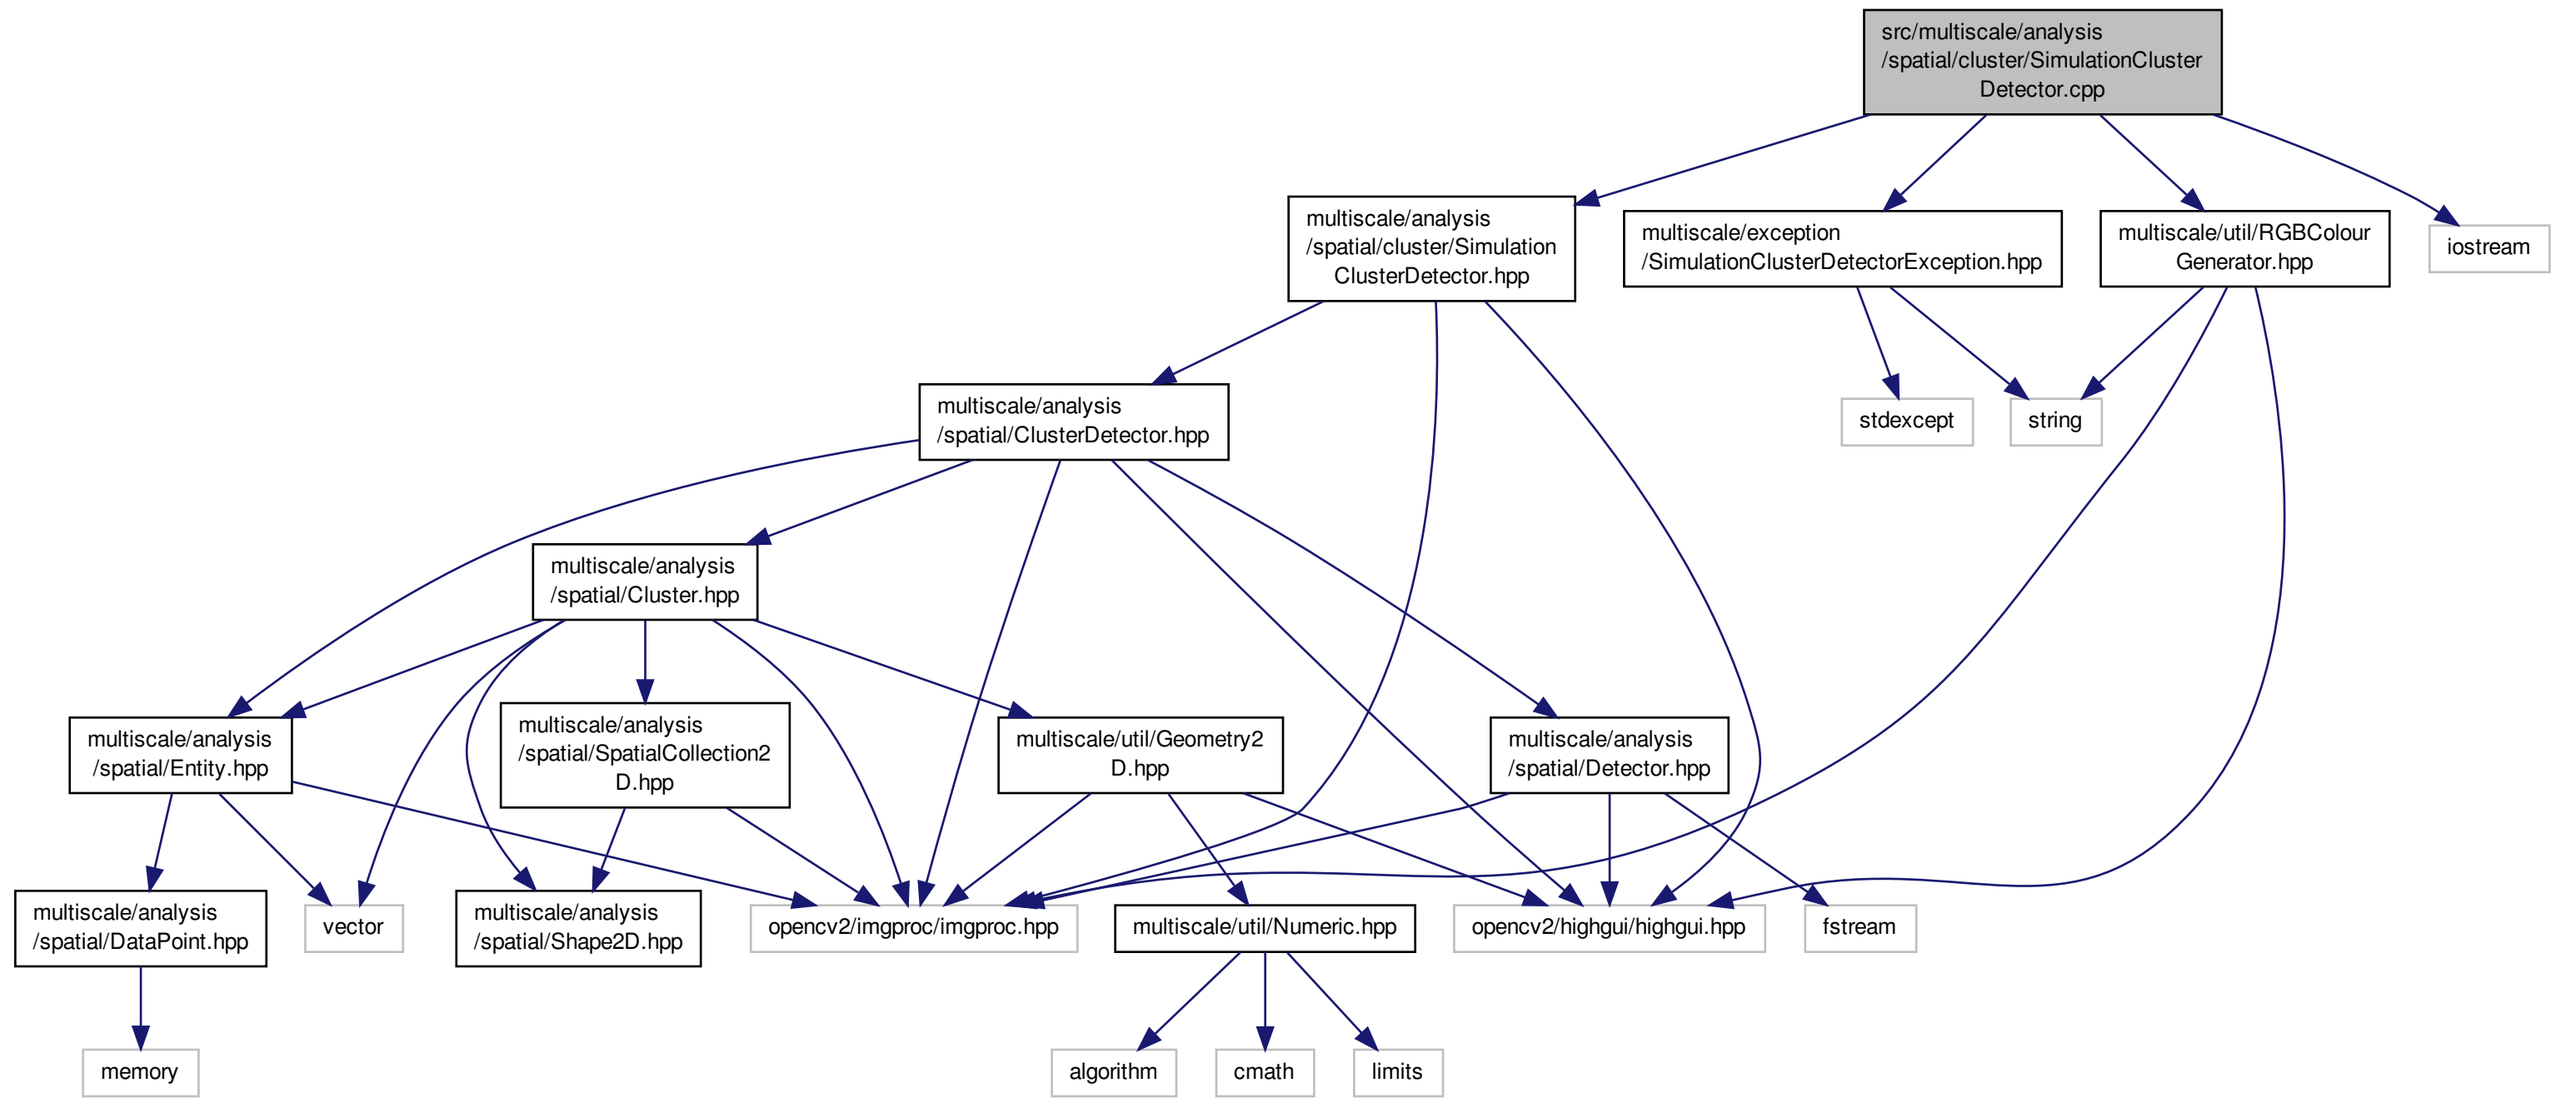 src/multiscale/analysis
/spatial/cluster/SimulationCluster
Detector.cpp
multiscale/analysis
/spatial/cluster/Simulation
ClusterDetector.hpp
multiscale/exception
/SimulationClusterDetectorException.hpp
multiscale/util/RGBColour
Generator.hpp
iostream
multiscale/analysis
/spatial/ClusterDetector.hpp
stdexcept
string
multiscale/analysis
/spatial/Cluster.hpp
multiscale/analysis
/spatial/Entity.hpp
multiscale/analysis
/spatial/SpatialCollection2
D.hpp
multiscale/util/Geometry2
D.hpp
multiscale/analysis
/spatial/Detector.hpp
multiscale/analysis
/spatial/DataPoint.hpp
vector
multiscale/analysis
/spatial/Shape2D.hpp
opencv2/imgproc/imgproc.hpp
multiscale/util/Numeric.hpp
opencv2/highgui/highgui.hpp
fstream
memory
algorithm
cmath
limits